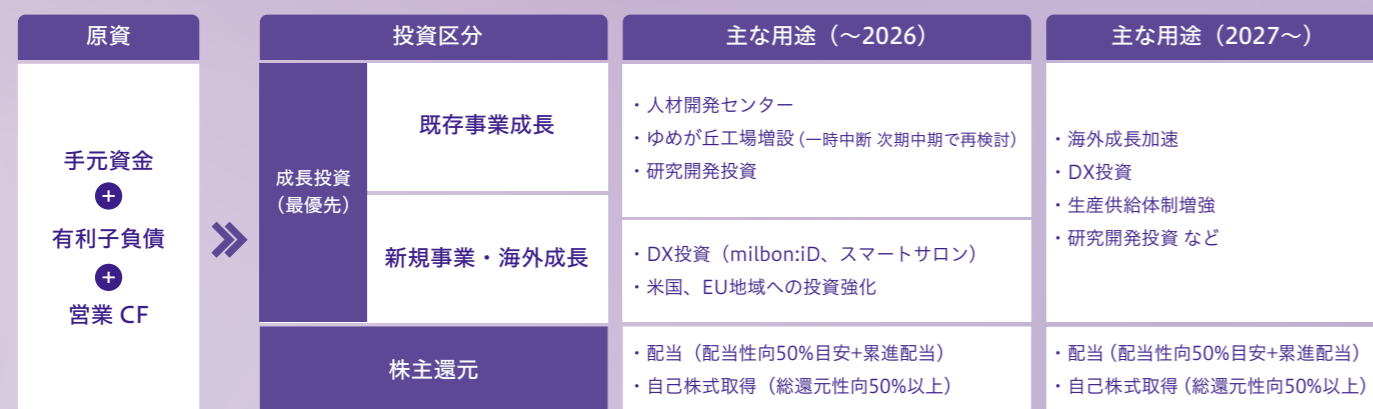 原資
手元資金
+
有利子負債
+
営業 CF
投資区分
成長投資
(最優先)
既存事業成長
新規事業・海外成長
株主還元
主な用途（～2026）
・人材開発センター
・ゆめが丘工場増設 (一時中断 次期中期で再検討)
・研究開発投資
・DX投資（milbon:iD、スマートサロン）
・米国、EU地域への投資強化
・配当（配当性向50%目安+累進配当）
・自己株式取得（総還元性向50%以上）
主な用途（2027～）
・海外成長加速
・DX投資
・生産供給体制増強
・研究開発投資 など
・配当（配当性向50%目安+累進配当）
・自己株式取得（総還元性向50%以上）